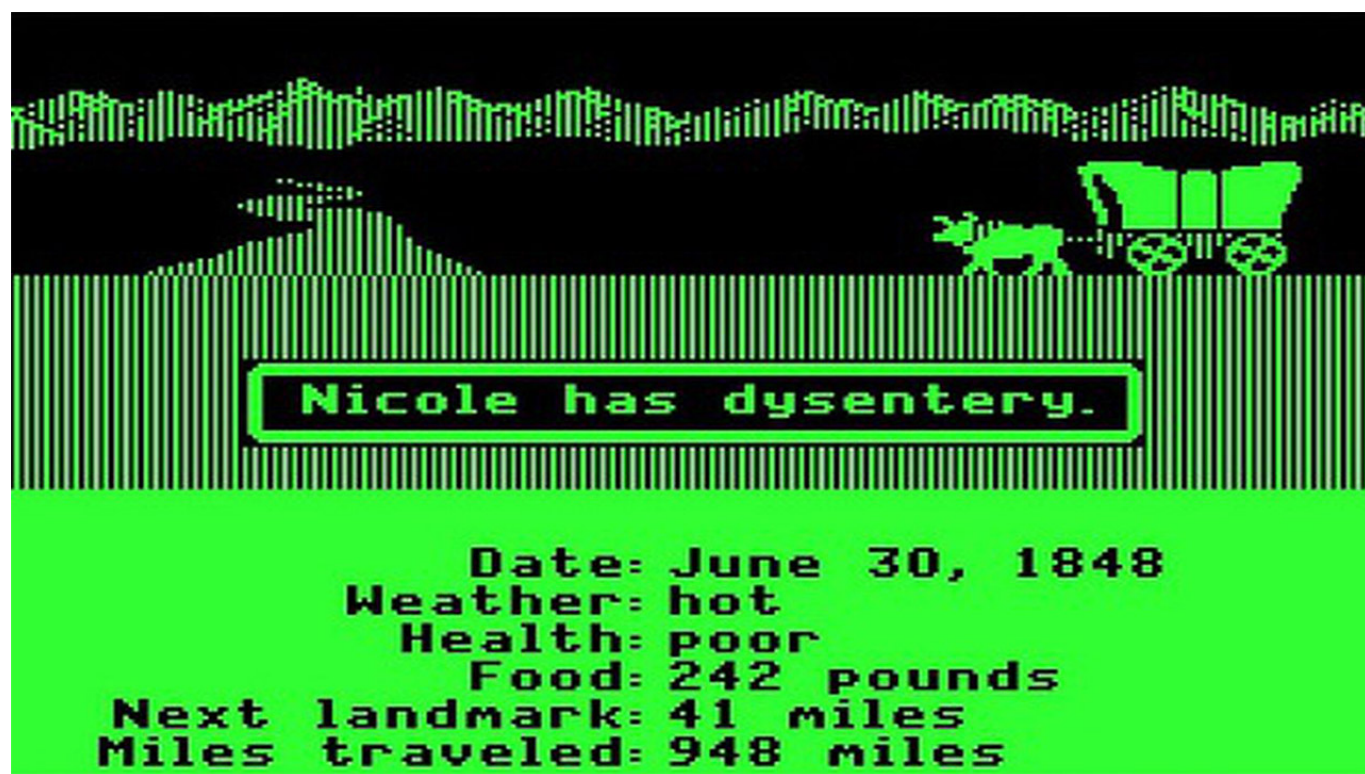 Nicole has dysentery.
Date: June 30, 1848
Weather: hot
Health: poor
Food: 242 pounds
Next landmark: 41 miles
Miles traveled: 948 miles